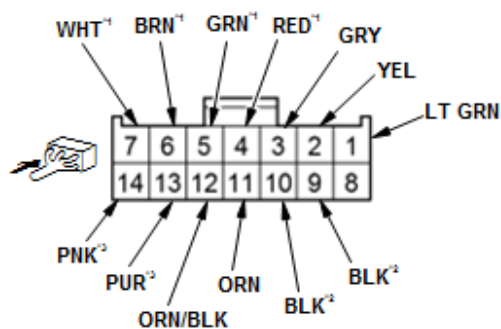 WHT*1 BRN*1 GRN*1 RED*1 GRY
YEL
LT GRN
7 6 5 4 3 2 1
14 13 12 11 10 9 8
PNK*3 PUR*3 ORN/BLK ORN BLK*2 BLK*2